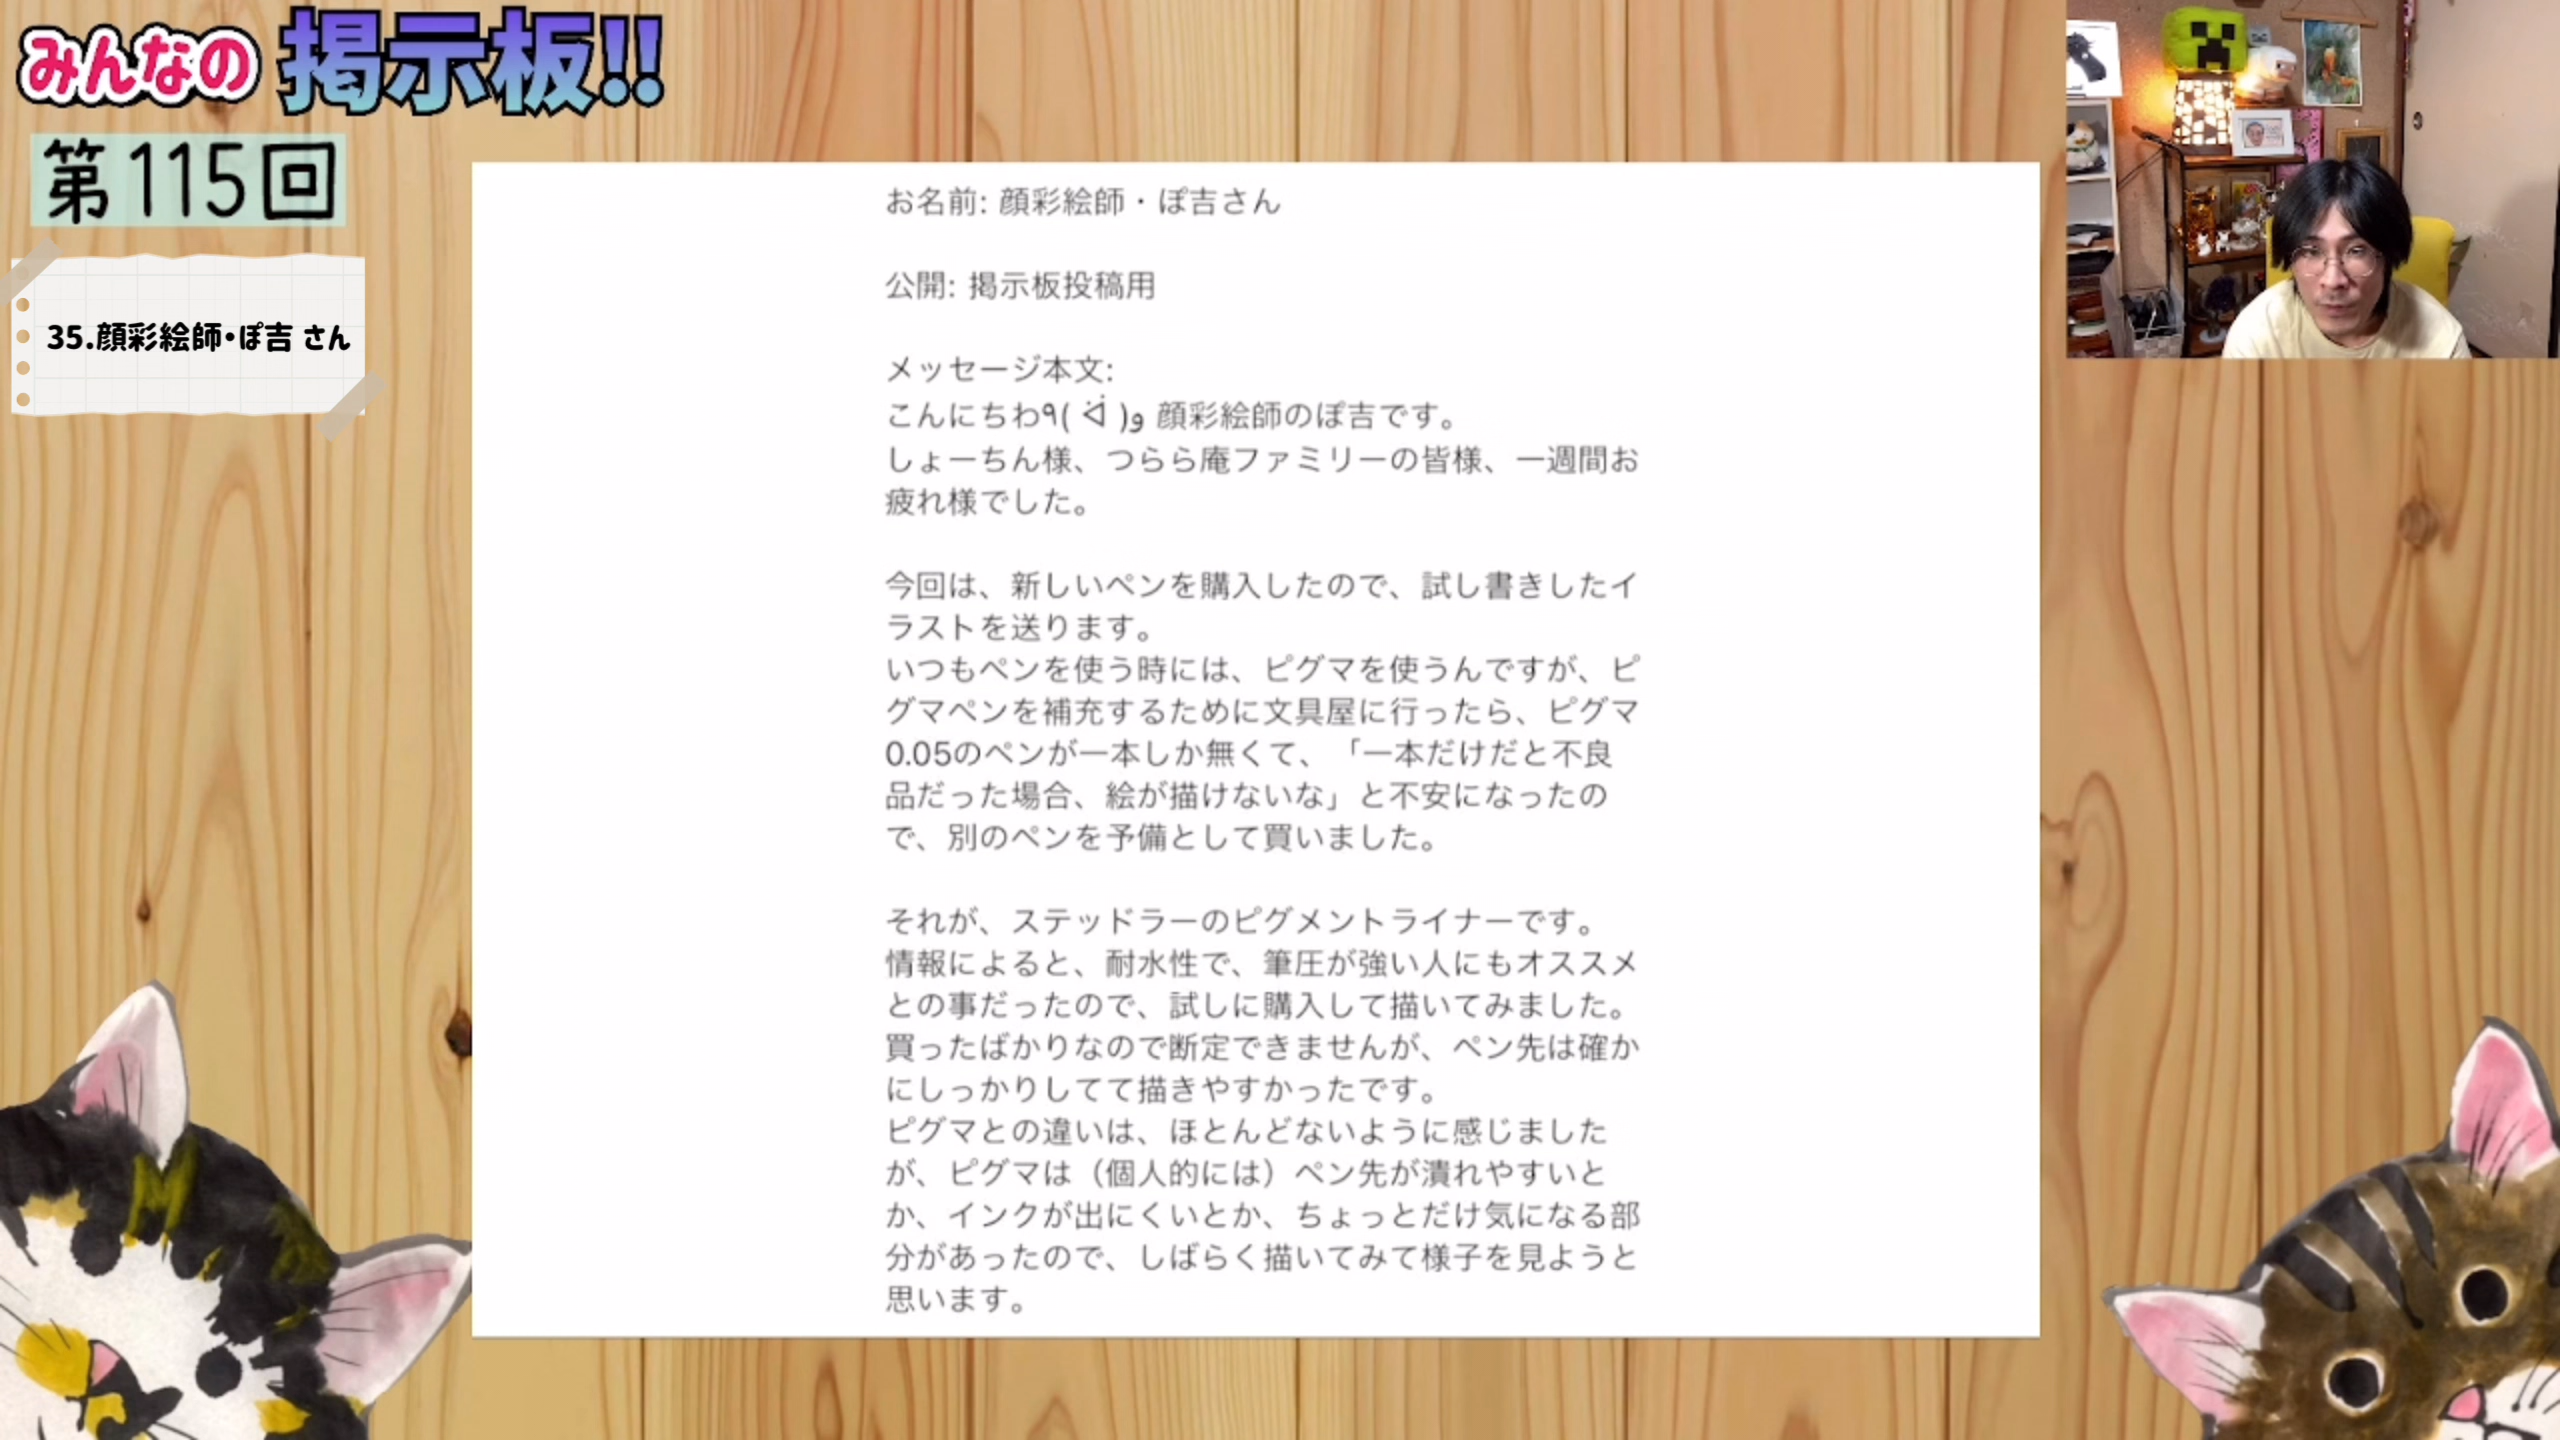 みんなの掲示板!!
第115回
35.顔彩絵師・ぽ吉 さん
お名前: 顔彩絵師・ぽ吉さん
公開: 掲示板投稿用
メッセージ本文:
こんにちわ٩( ᐛ )و 顔彩絵師のぽ吉です。
しょーちん様、つらら庵ファミリーの皆様、一週間お
疲れ様でした。
今回は、新しいペンを購入したので、試し書きしたイ
ラストを送ります。
いつもペンを使う時には、ピグマを使うんですが、ピ
グマペンを補充するために文具屋に行ったら、ピグマ
0.05のペンが一本しか無くて、「一本だけだと不良
品だった場合、絵が描けないな」と不安になったの
で、別のペンを予備として買いました。
それが、ステッドラーのピグメントライナーです。
情報によると、耐水性で、筆圧が強い人にもオススメ
との事だったので、試しに購入して描いてみました。
買ったばかりなので断定できませんが、ペン先は確か
にしっかりしてて描きやすかったです。
ピグマとの違いは、ほとんどないように感じました
が、ピグマは（個人的には）ペン先が潰れやすいと
か、インクが出にくいとか、ちょっとだけ気になる部
分があったので、しばらく描いてみて様子を見ようと
思います。